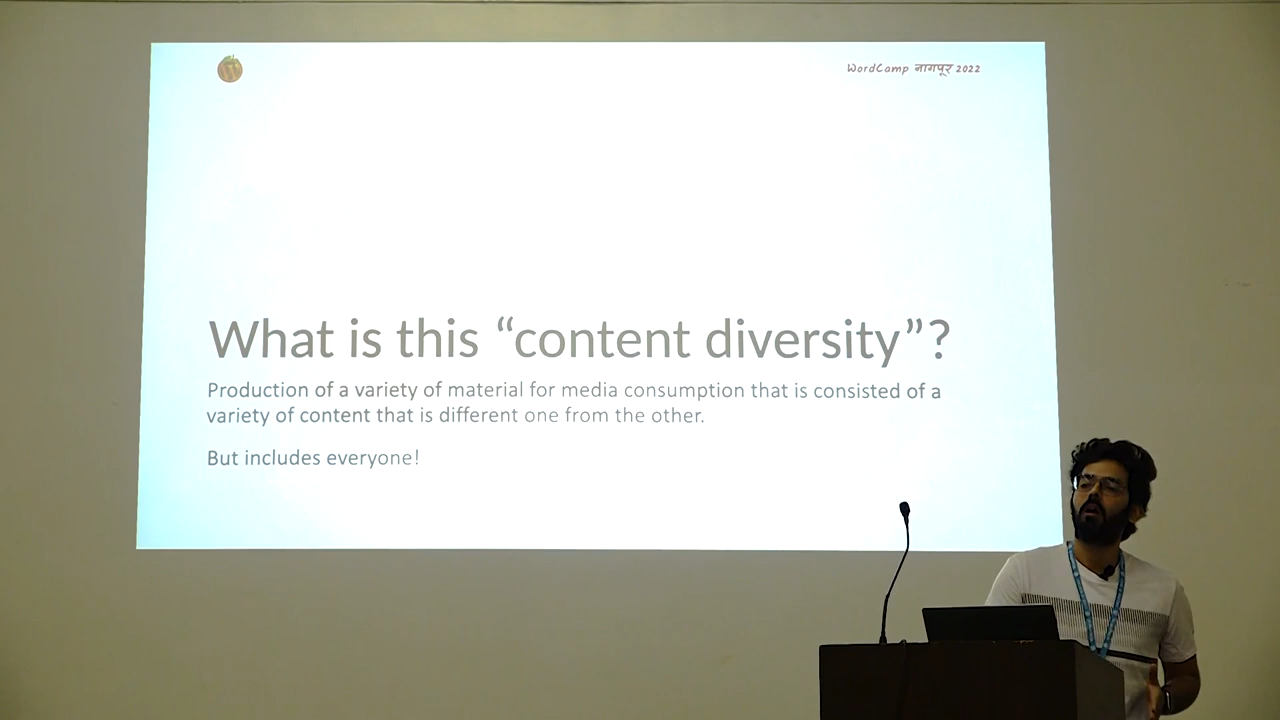 WordCamp नागपूर 2022
What is this “content diversity”?
Production of a variety of material for media consumption that is consisted of a
variety of content that is different one from the other.
But includes everyone!